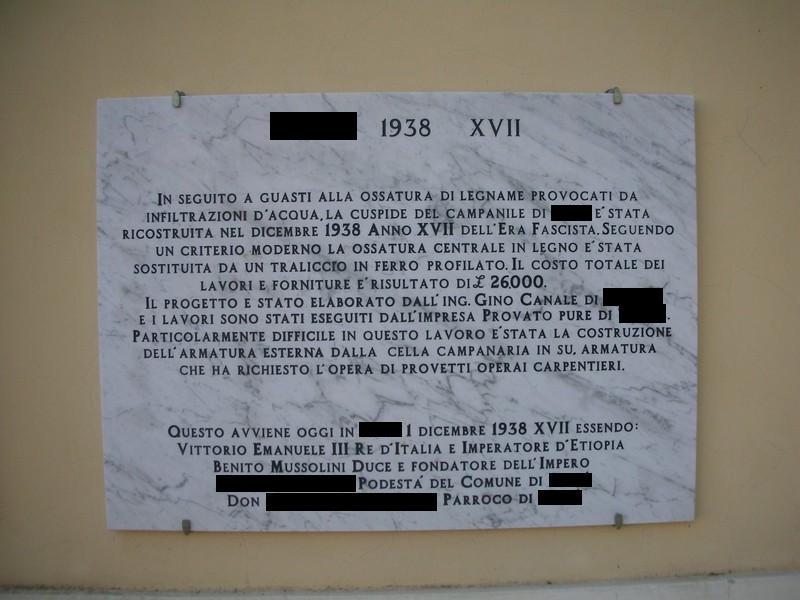 1938 XVII
IN SEGUITO A GUASTI ALLA OSSATURA DI LEGNAME PROVOCATI DA
INFILTRAZIONI D'ACQUA, LA CUSPIDE DEL CAMPANILE DI E' STATA
RICOSTRUITA NEL DICEMBRE 1938 ANNO XVII DELL'ERA FASCISTA. SEGUENDO
UN CRITERIO MODERNO LA OSSATURA CENTRALE IN LEGNO E' STATA
SOSTITUITA DA UN TRALICCIO IN FERRO PROFILATO. IL COSTO TOTALE DEI
LAVORI E FORNITURE E' RISULTATO DI £ 26.000.
IL PROGETTO E STATO ELABORATO DALL'ING. GINO CANALE DI
E I LAVORI SONO STATI ESEGUITI DALL'IMPRESA PROVATO PURE DI .
PARTICOLARMENTE DIFFICILE IN QUESTO LAVORO E' STATA LA COSTRUZIONE
DELL'ARMATURA ESTERNA DALLA CELLA CAMPANARIA IN SU, ARMATURA
CHE HA RICHIESTO L'OPERA DI PROVETTI OPERAI CARPENTIERI.
QUESTO AVVIENE OGGI IN 1 DICEMBRE 1938 XVII ESSENDO:
VITTORIO EMANUELE III RE D'ITALIA E IMPERATORE D'ETIOPIA
BENITO MUSSOLINI DUCE E FONDATORE DELL'IMPERO
PODESTA' DEL COMUNE DI
DON PARROCO DI